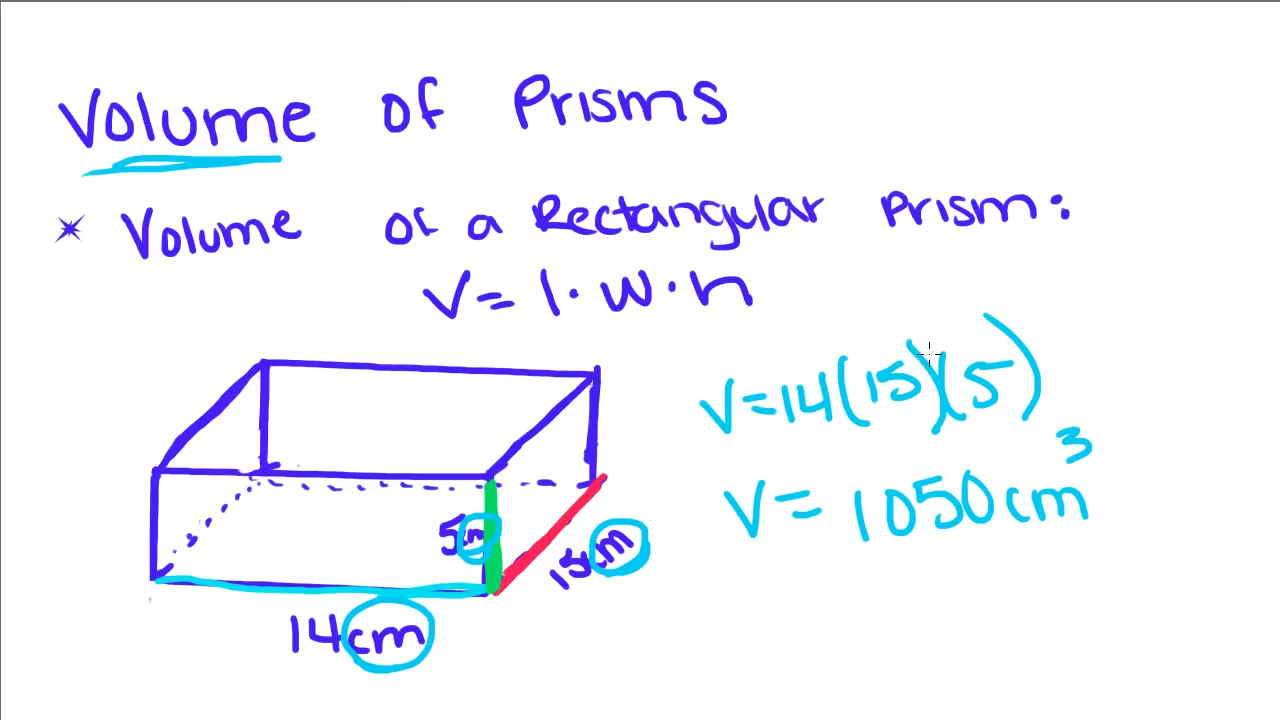 Volume of Prisms
* Volume of a Rectangular Prism:
V = l · w · h
V = 14(15)(5)
V = 1050 cm³
5cm
15cm
14cm